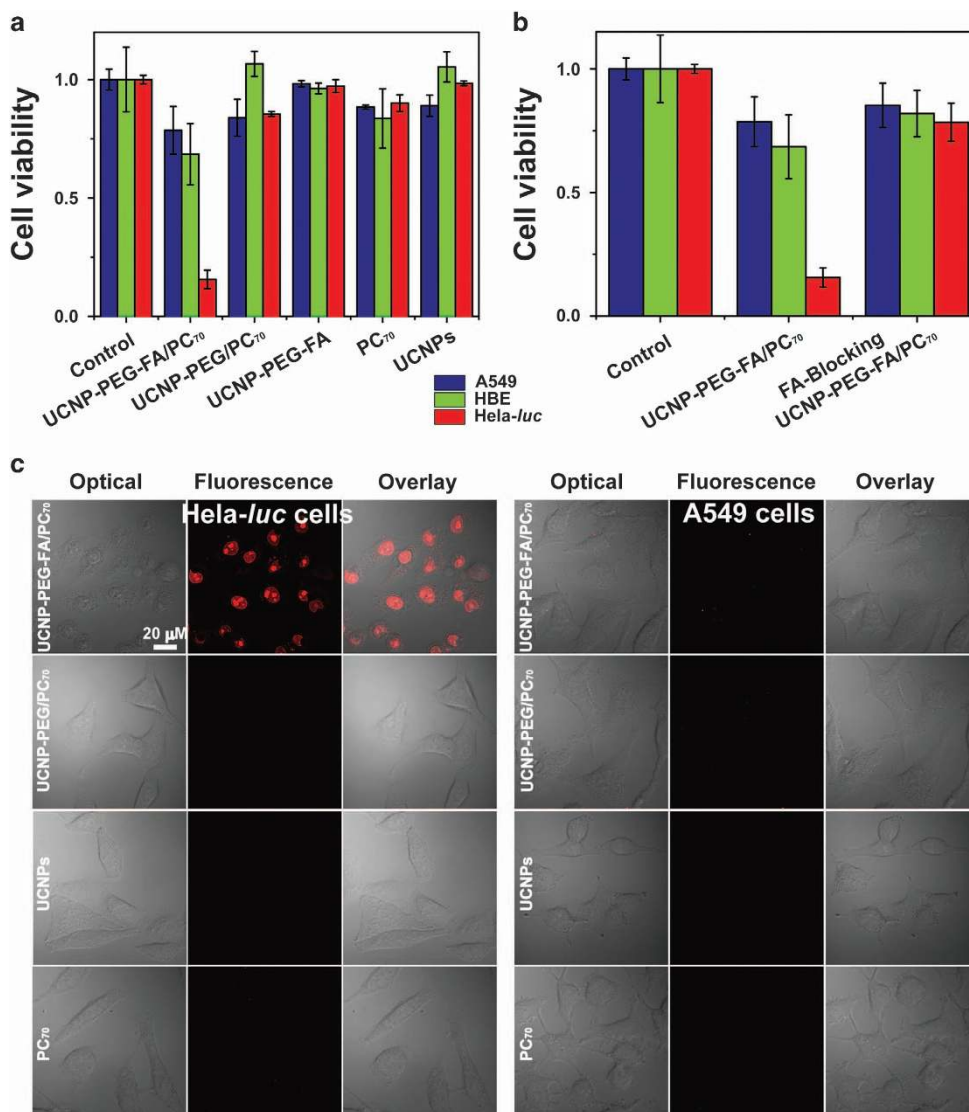 a
Cell viability
1.0
0.5
0.0
Control
UCNP-PEG-FA/PC₇₀
UCNP-PEG/PC₇₀
UCNP-PEG-FA
PC₇₀
UCNPs
b
Cell viability
1.0
0.5
0.0
Control
UCNP-PEG-FA/PC₇₀
FA-Blocking
UCNP-PEG-FA/PC₇₀
A549
HBE
Hela-luc
c
Optical
Fluorescence
Overlay
Optical
Fluorescence
Overlay
Hela-luc cells
A549 cells
UCNP-PEG-FA/PC₇₀
20 μM
UCNP-PEG-FA/PC₇₀
UCNP-PEG/PC₇₀
UCNP-PEG/PC₇₀
UCNPs
UCNPs
PC₇₀
PC₇₀